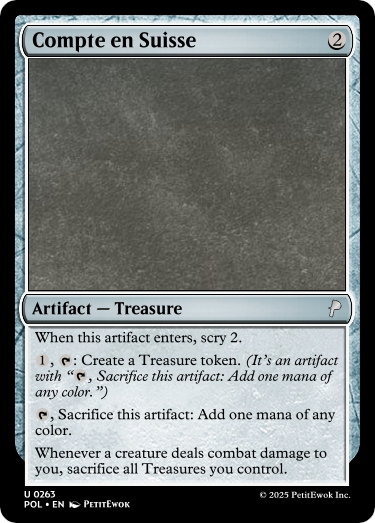 Compte en Suisse 2
Artifact — Treasure
When this artifact enters, scry 2.
1, : Create a Treasure token. (It's an artifact
with “, Sacrifice this artifact: Add one mana of
any color.”)
, Sacrifice this artifact: Add one mana of any
color.
Whenever a creature deals combat damage to
you, sacrifice all Treasures you control.
U 0263
POL • EN PetitEwok
© 2025 PetitEwok Inc.